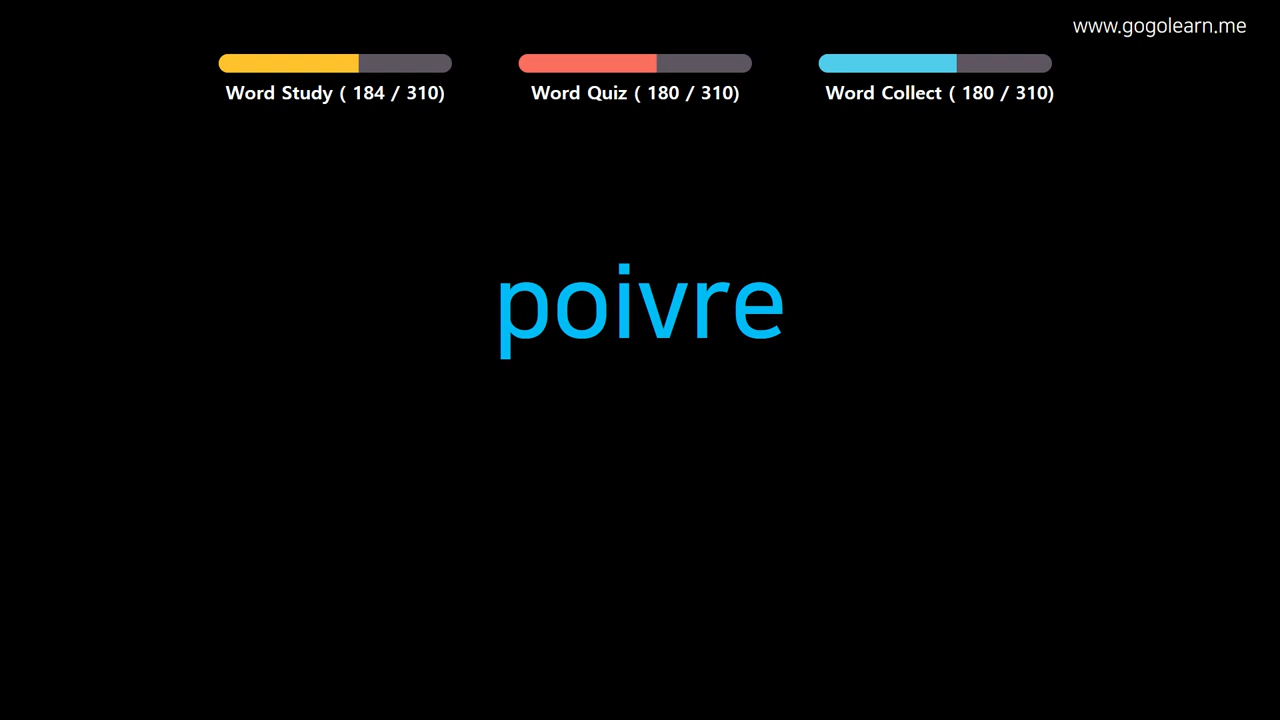 www.gogolearn.me
Word Study ( 184 / 310)
Word Quiz ( 180 / 310)
Word Collect ( 180 / 310)
poivre